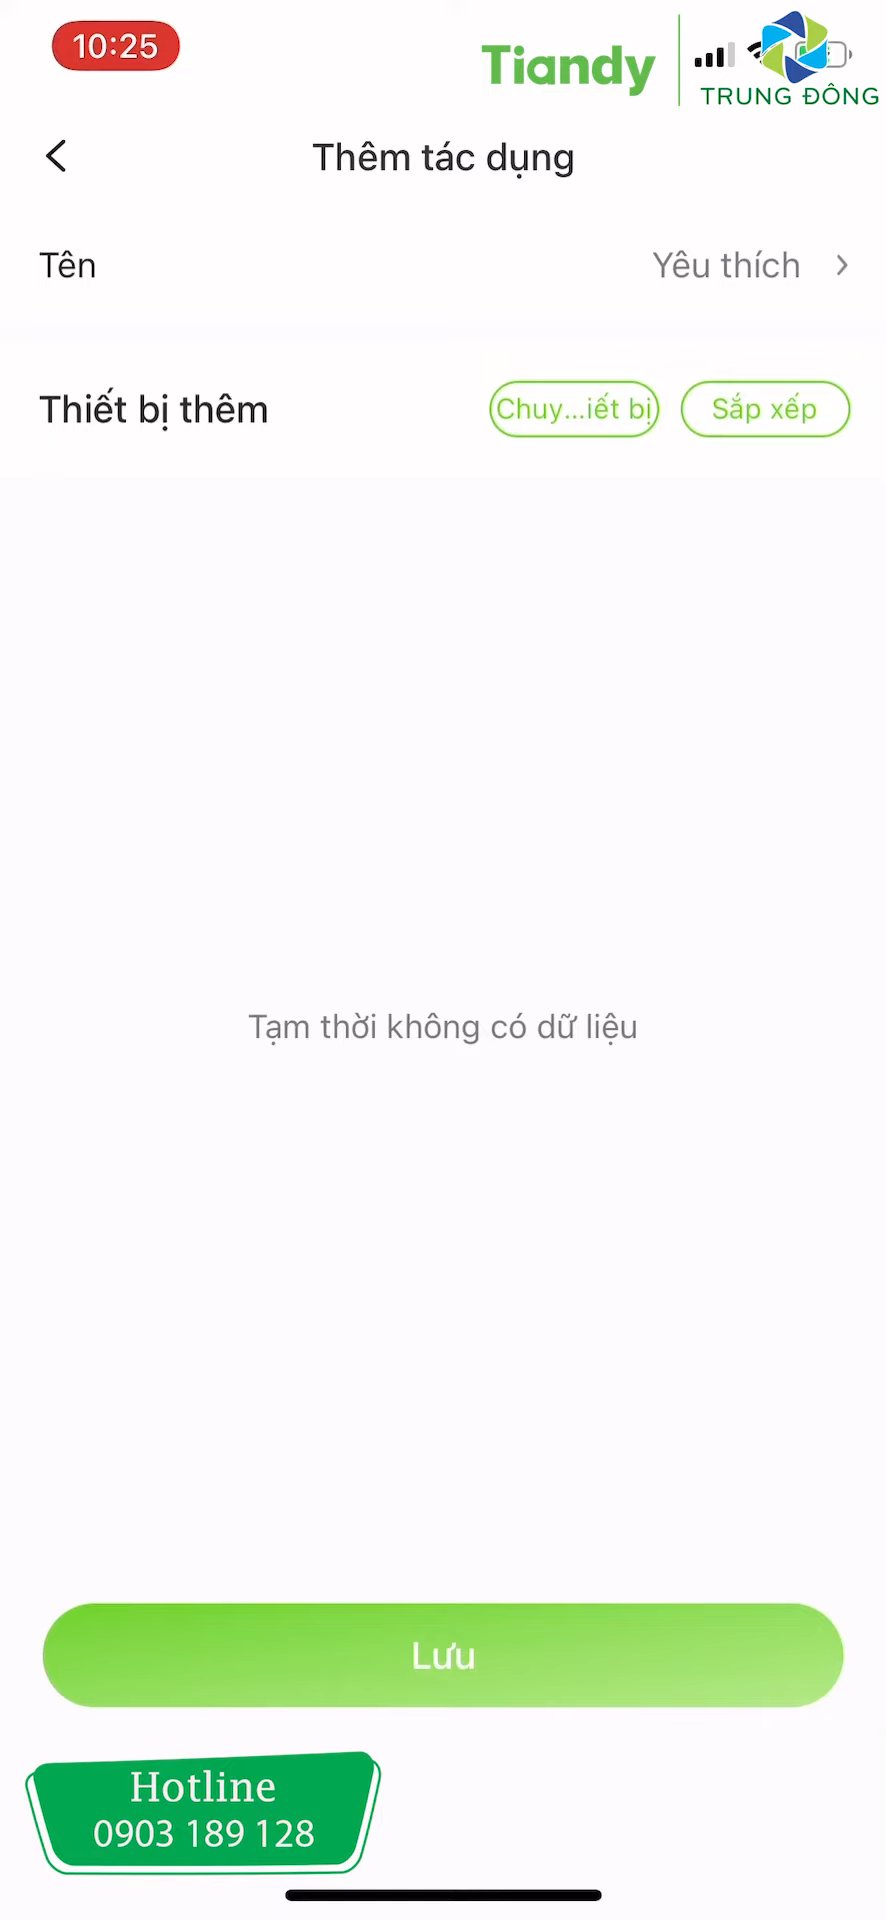 10:25
Tiandy
TRUNG ĐÔNG
Thêm tác dụng
Tên
Yêu thích
Thiết bị thêm
Chuy...iết bị
Sắp xếp
Tạm thời không có dữ liệu
Lưu
Hotline
0903 189 128